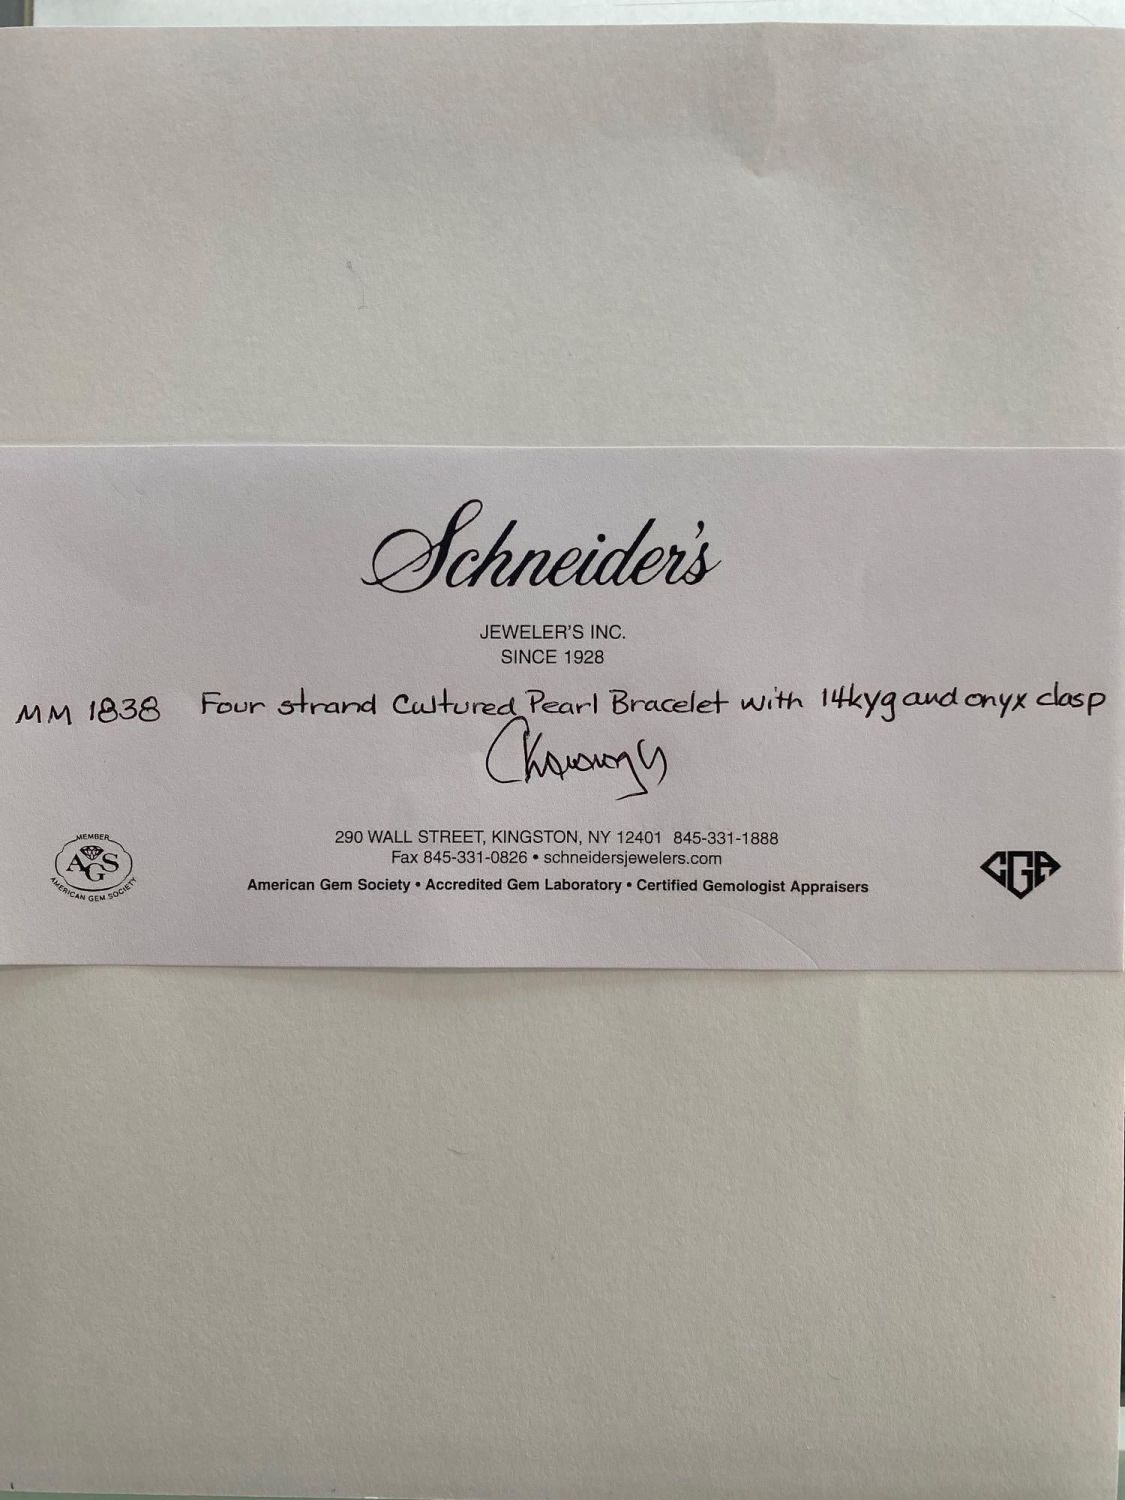 Schneider's
JEWELER'S INC.
SINCE 1928
MM 1838 Four strand Cultured Pearl Bracelet with 14kyg and onyx clasp
290 WALL STREET, KINGSTON, NY 12401 845-331-1888
Fax 845-331-0826 • schneidersjewelers.com
American Gem Society • Accredited Gem Laboratory • Certified Gemologist Appraisers
MEMBER
AGS
AMERICAN GEM SOCIETY
CGA